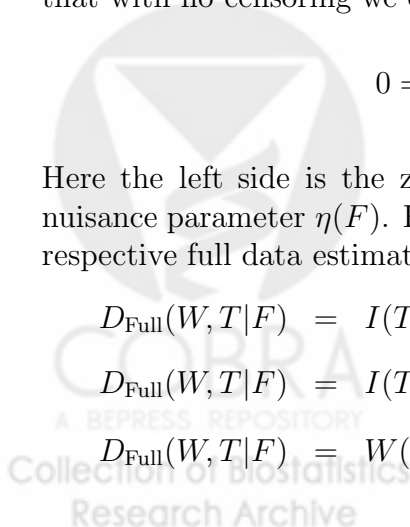 that with no censoring we
0 =
Here the left side is the
nuisance parameter η(F).
respective full data
D_Full(W, T|F) = I(T
D_Full(W, T|F) = I(T
D_Full(W, T|F) = W(
COBRA
A BEPRESS REPOSITORY
Collection of Biostatistics
Research Archive